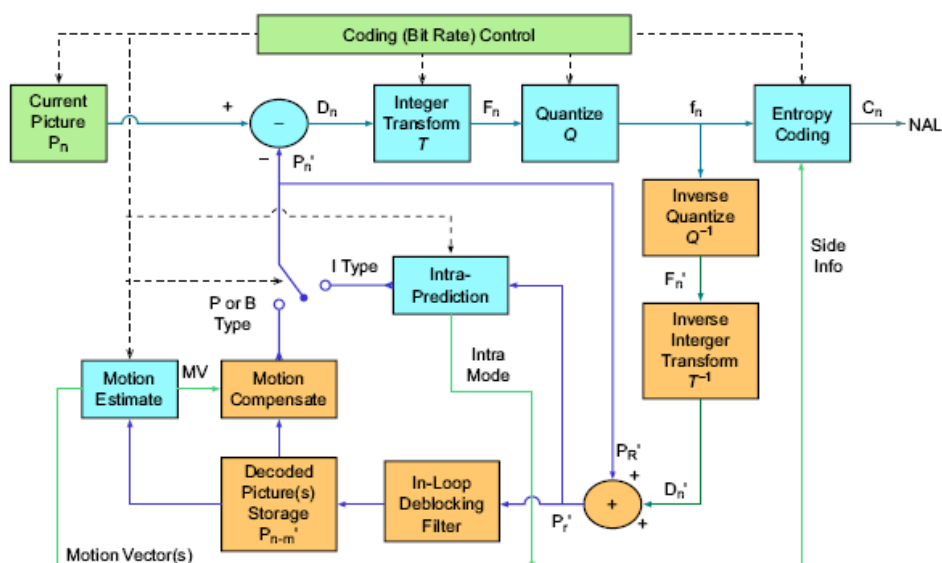 Coding (Bit Rate) Control
Current
Picture
Pₙ
+
−
Dₙ
Integer
Transform
T
Fₙ
Quantize
Q
fₙ
Entropy
Coding
Cₙ
NAL
−
Pₙ'
Inverse
Quantize
Q⁻¹
Side
Info
Fₙ'
I Type
Intra-
Prediction
P or B
Type
Inverse
Interger
Transform
T⁻¹
Intra
Mode
Motion
Estimate
MV
Motion
Compensate
P_R'
+
Dₙ'
+
+
P_r'
In-Loop
Deblocking
Filter
Decoded
Picture(s)
Storage
Pₙ₋ₘ'
Motion Vector(s)